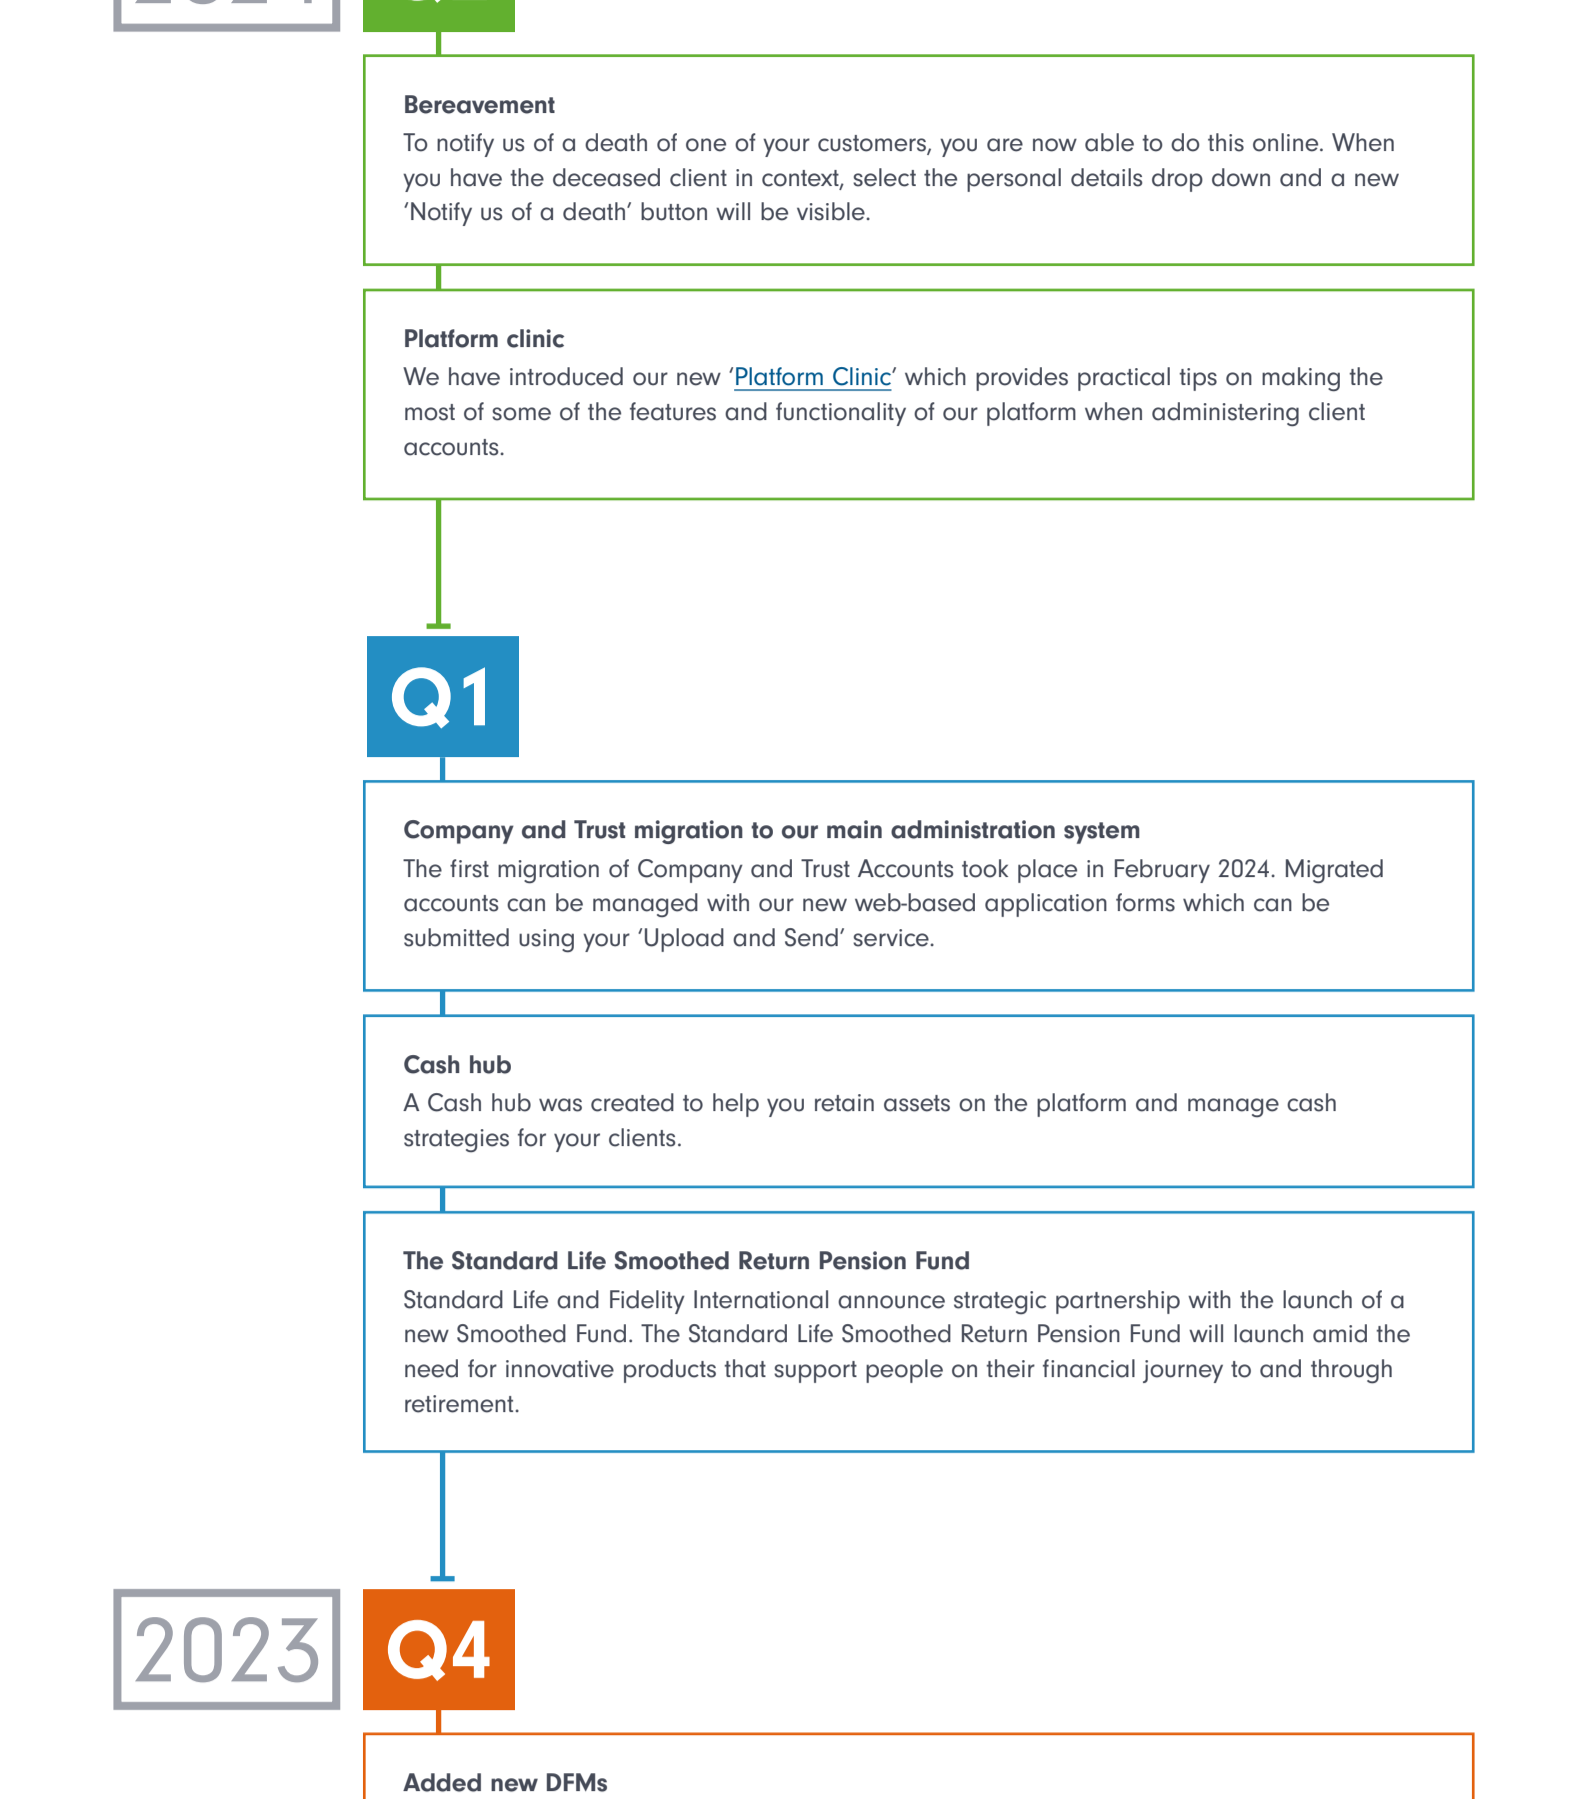 Bereavement
To notify us of a death of one of your customers, you are now able to do this online. When
you have the deceased client in context, select the personal details drop down and a new
‘Notify us of a death’ button will be visible.
Platform clinic
We have introduced our new ‘Platform Clinic’ which provides practical tips on making the
most of some of the features and functionality of our platform when administering client
accounts.
Q1
Company and Trust migration to our main administration system
The first migration of Company and Trust Accounts took place in February 2024. Migrated
accounts can be managed with our new web-based application forms which can be
submitted using your ‘Upload and Send’ service.
Cash hub
A Cash hub was created to help you retain assets on the platform and manage cash
strategies for your clients.
The Standard Life Smoothed Return Pension Fund
Standard Life and Fidelity International announce strategic partnership with the launch of a
new Smoothed Fund. The Standard Life Smoothed Return Pension Fund will launch amid the
need for innovative products that support people on their financial journey to and through
retirement.
2023 Q4
Added new DFMs